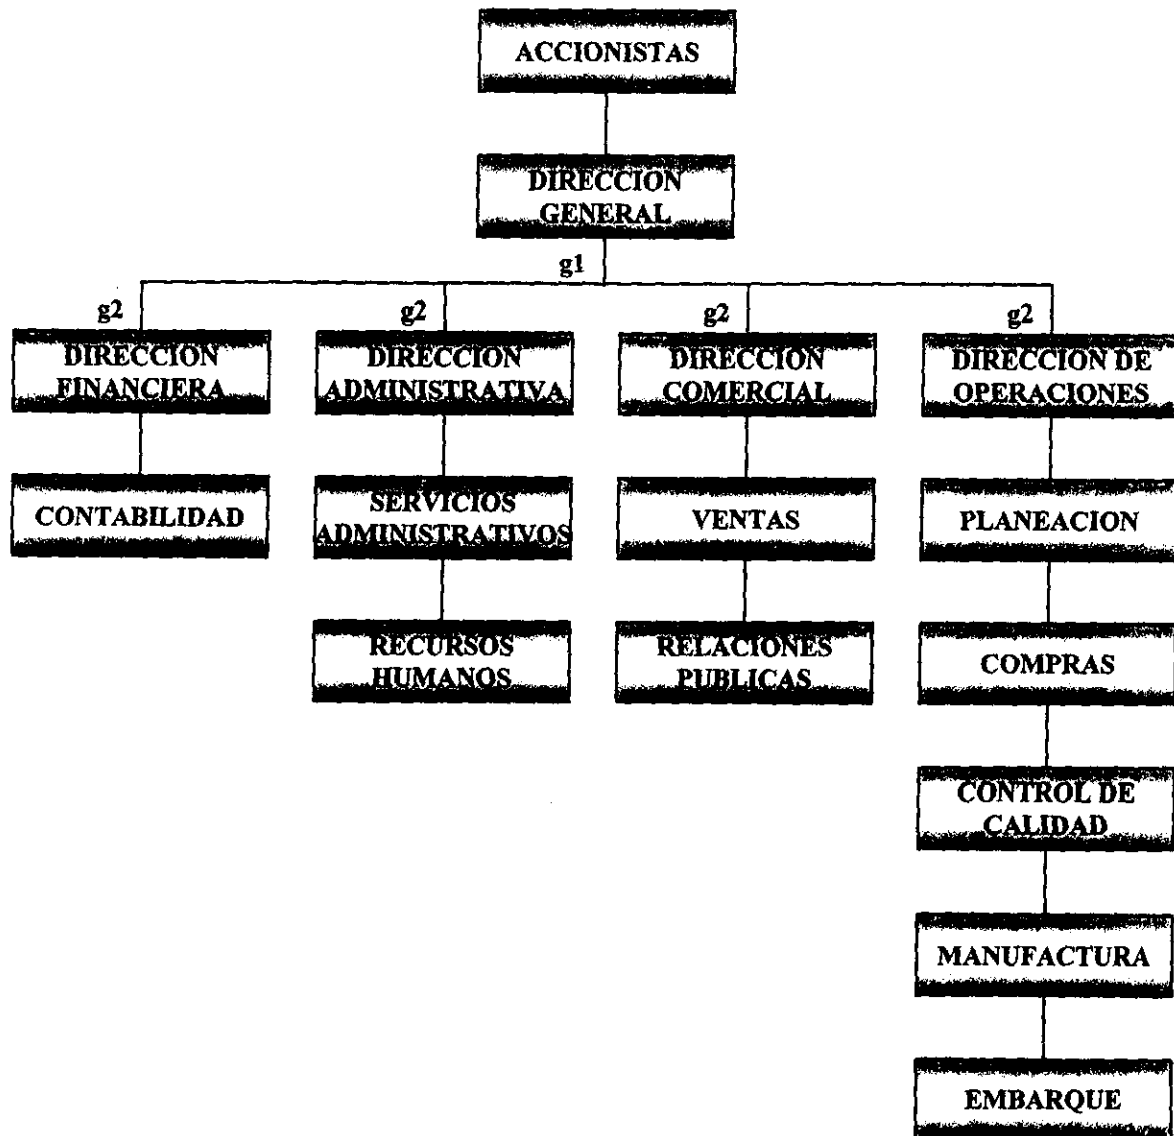 ACCIONISTAS
DIRECCION
GENERAL
g1
g2
g2
g2
g2
DIRECCION
FINANCIERA
DIRECCION
ADMINISTRATIVA
DIRECCION
COMERCIAL
DIRECCION DE
OPERACIONES
CONTABILIDAD
SERVICIOS
ADMINISTRATIVOS
VENTAS
PLANEACION
RECURSOS
HUMANOS
RELACIONES
PUBLICAS
COMPRAS
CONTROL DE
CALIDAD
MANUFACTURA
EMBARQUE